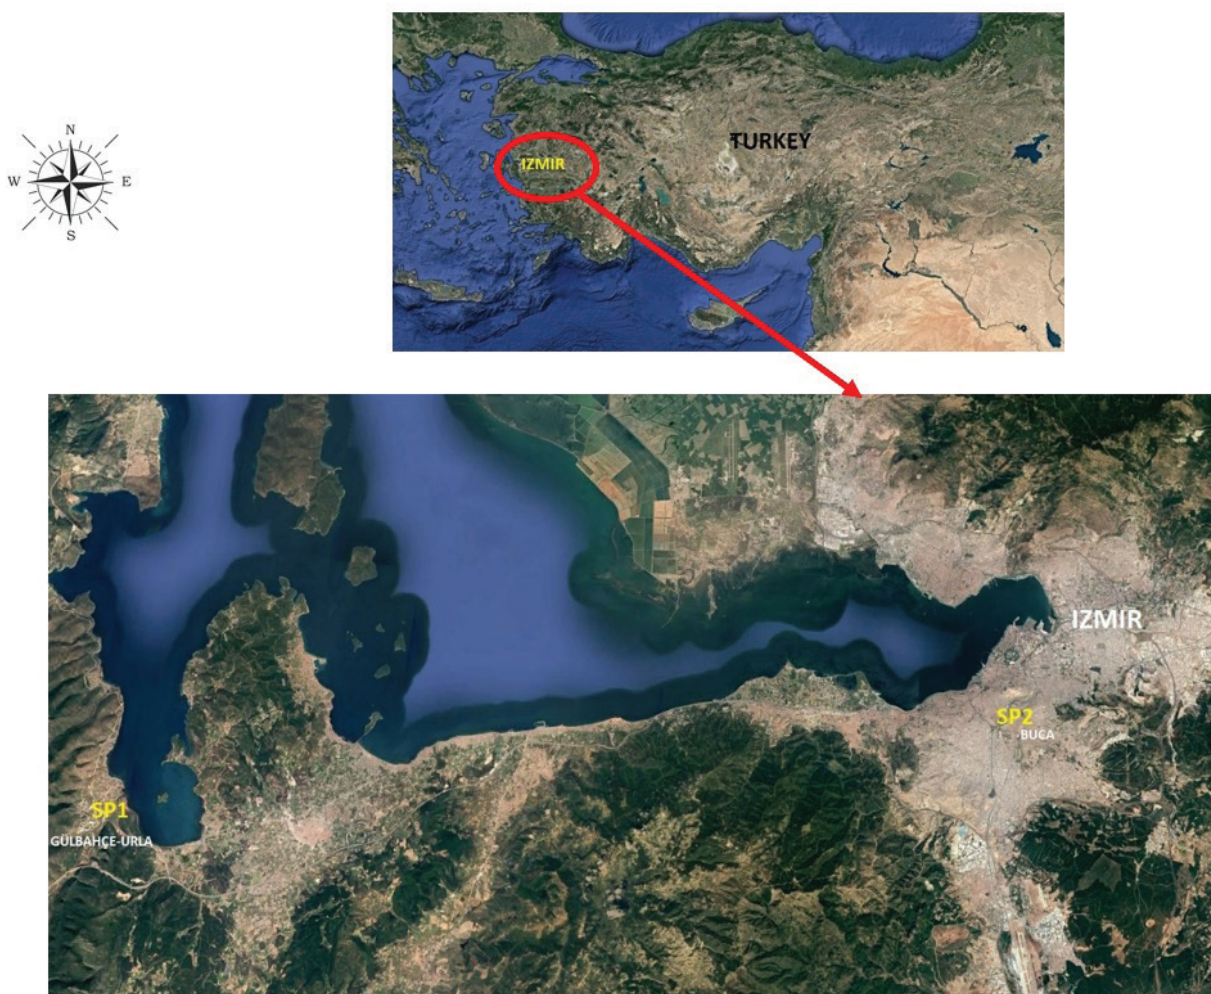 N
W E
S
TURKEY
IZMIR
IZMIR
SP2
BUCA
SP1
GÜLBAHÇE-URLA